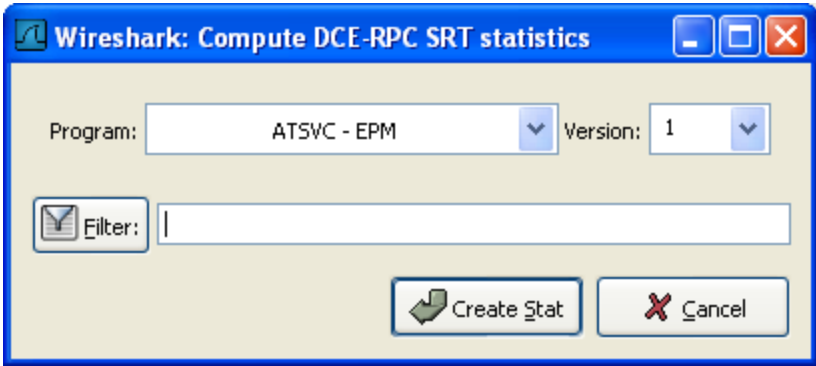 Wireshark: Compute DCE-RPC SRT statistics
Program: ATSVC - EPM Version: 1
Filter:
Create Stat Cancel